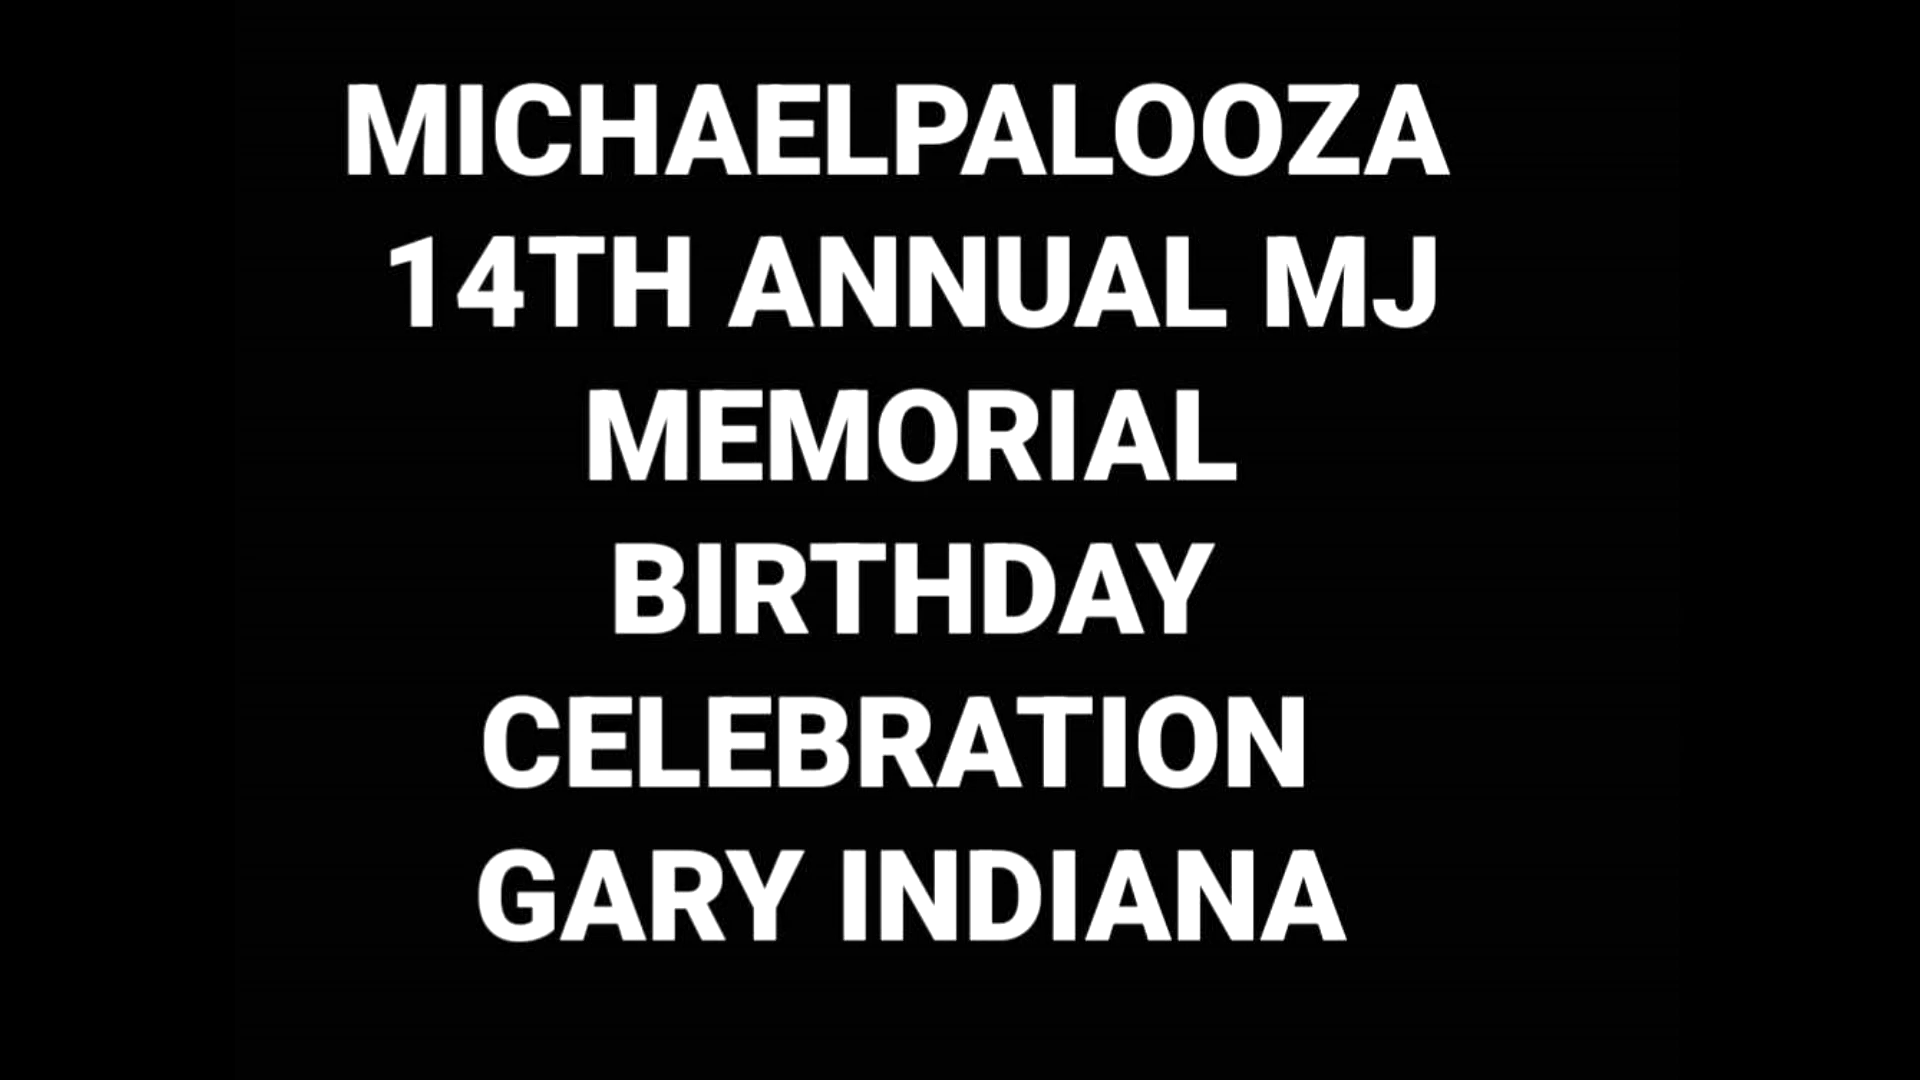 MICHAELPALOOZA
14TH ANNUAL MJ
MEMORIAL
BIRTHDAY
CELEBRATION
GARY INDIANA